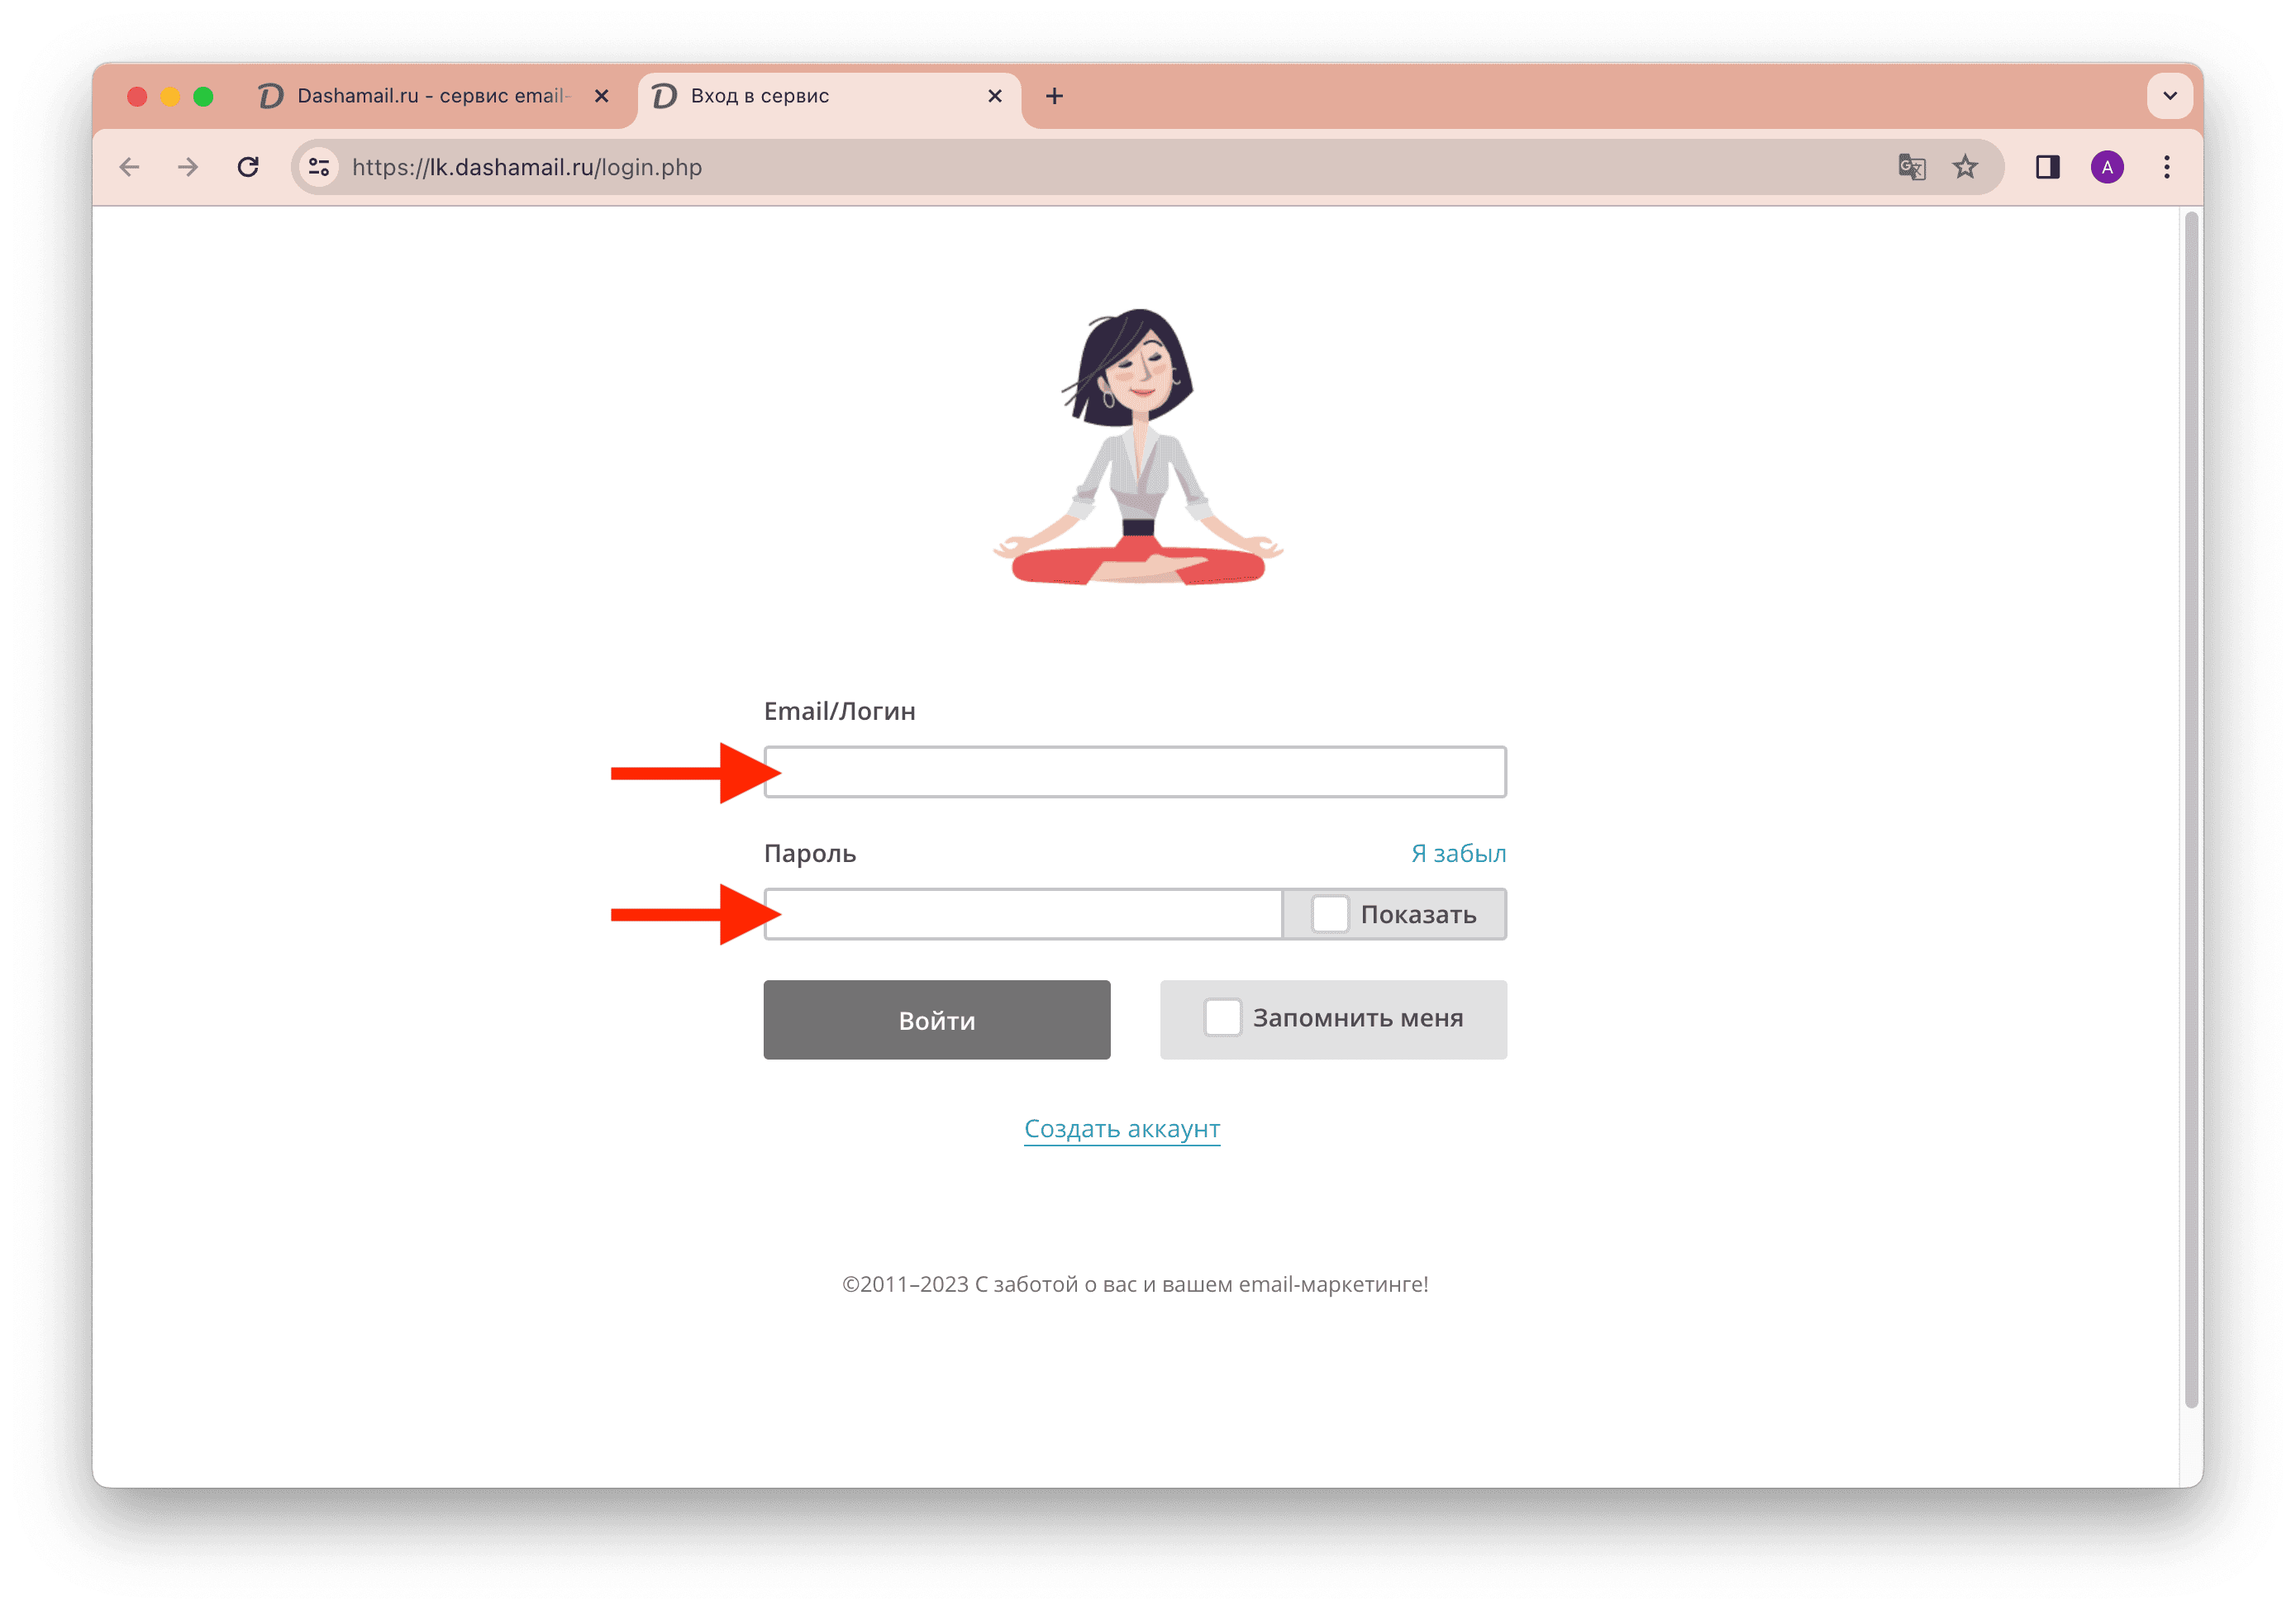 Dashamail.ru - сервис email-
Вход в сервис
https://lk.dashamail.ru/login.php
A
Email/Логин
Пароль
Я забыл
Показать
Войти
Запомнить меня
Создать аккаунт
©2011–2023 С заботой о вас и вашем email-маркетинге!